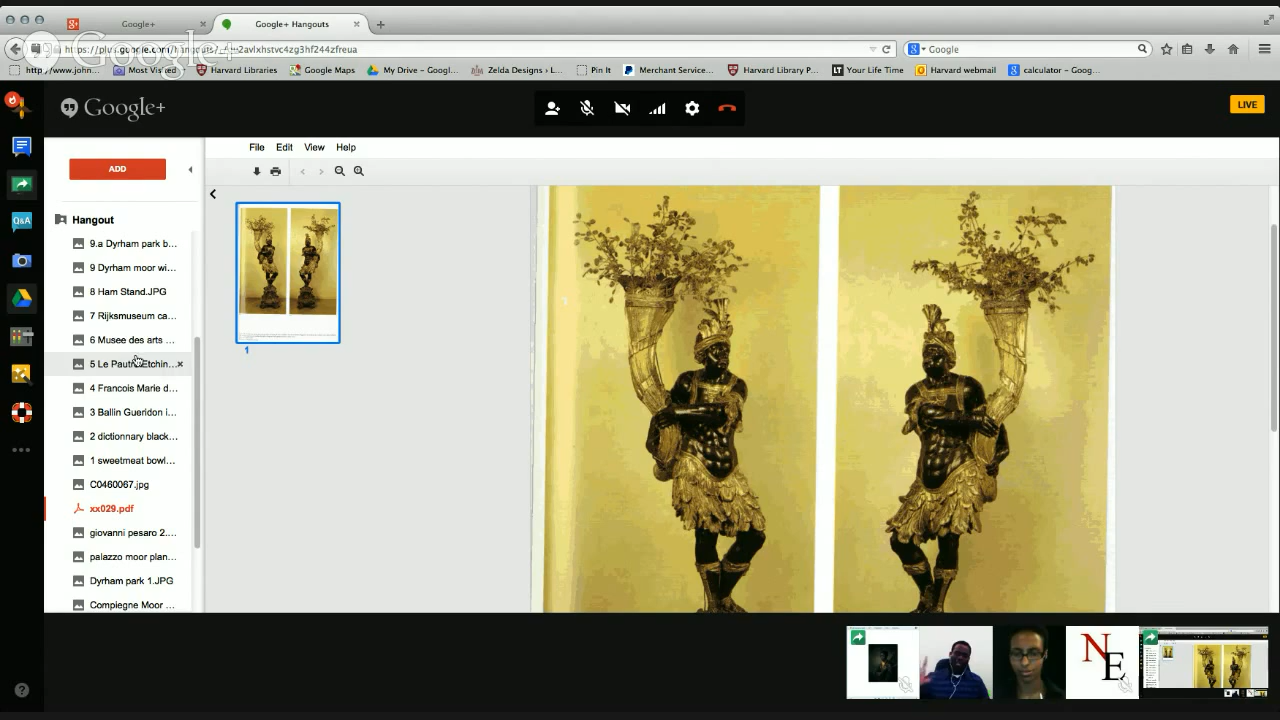 Google+
Google+ Hangouts
Google+
Google
http://www.john...
Most Visited
Harvard Libraries
Google Maps
My Drive – Googl...
Zelda Designs › L...
Pin It
Merchant Service...
Harvard Library P...
LT Your Life Time
Harvard webmail
calculator – Goog...
Google+
LIVE
File Edit View Help
ADD
Hangout
Q&A
9.a Dyrham park b...
9 Dyrham moor wi...
8 Ham Stand.JPG
7 Rijksmuseum ca...
6 Musee des arts ...
5 Le Pautre Etchin...
4 Francois Marie d...
3 Ballin Gueridon i...
2 dictionnary black...
1 sweetmeat bowl...
C0460067.jpg
xx029.pdf
giovanni pesaro 2....
palazzo moor plan...
Dyrham park 1.JPG
Compiegne Moor ...
1
NE